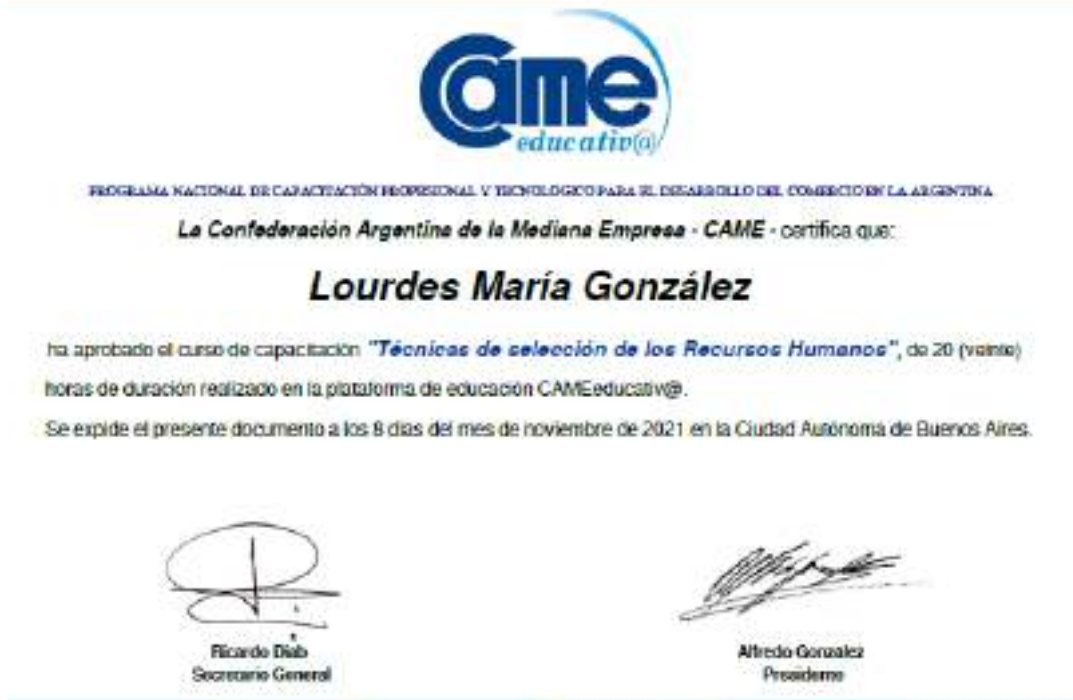 Came
educativ@
PROGRAMA NACIONAL DE CAPACITACIÓN PROFESIONAL Y TECNOLÓGICO PARA EL DESARROLLO DEL COMERCIO EN LA ARGENTINA
La Confederación Argentina de la Mediana Empresa - CAME - certifica que:
Lourdes María González
ha aprobado el curso de capacitación "Técnicas de selección de los Recursos Humanos", de 20 (veinte)
horas de duración realizado en la plataforma de educación CAMEeducativ@.
Se expide el presente documento a los 8 días del mes de noviembre de 2021 en la Ciudad Autónoma de Buenos Aires.
Ricardo Diab
Secretario General
Alfredo Gonzalez
Presidente